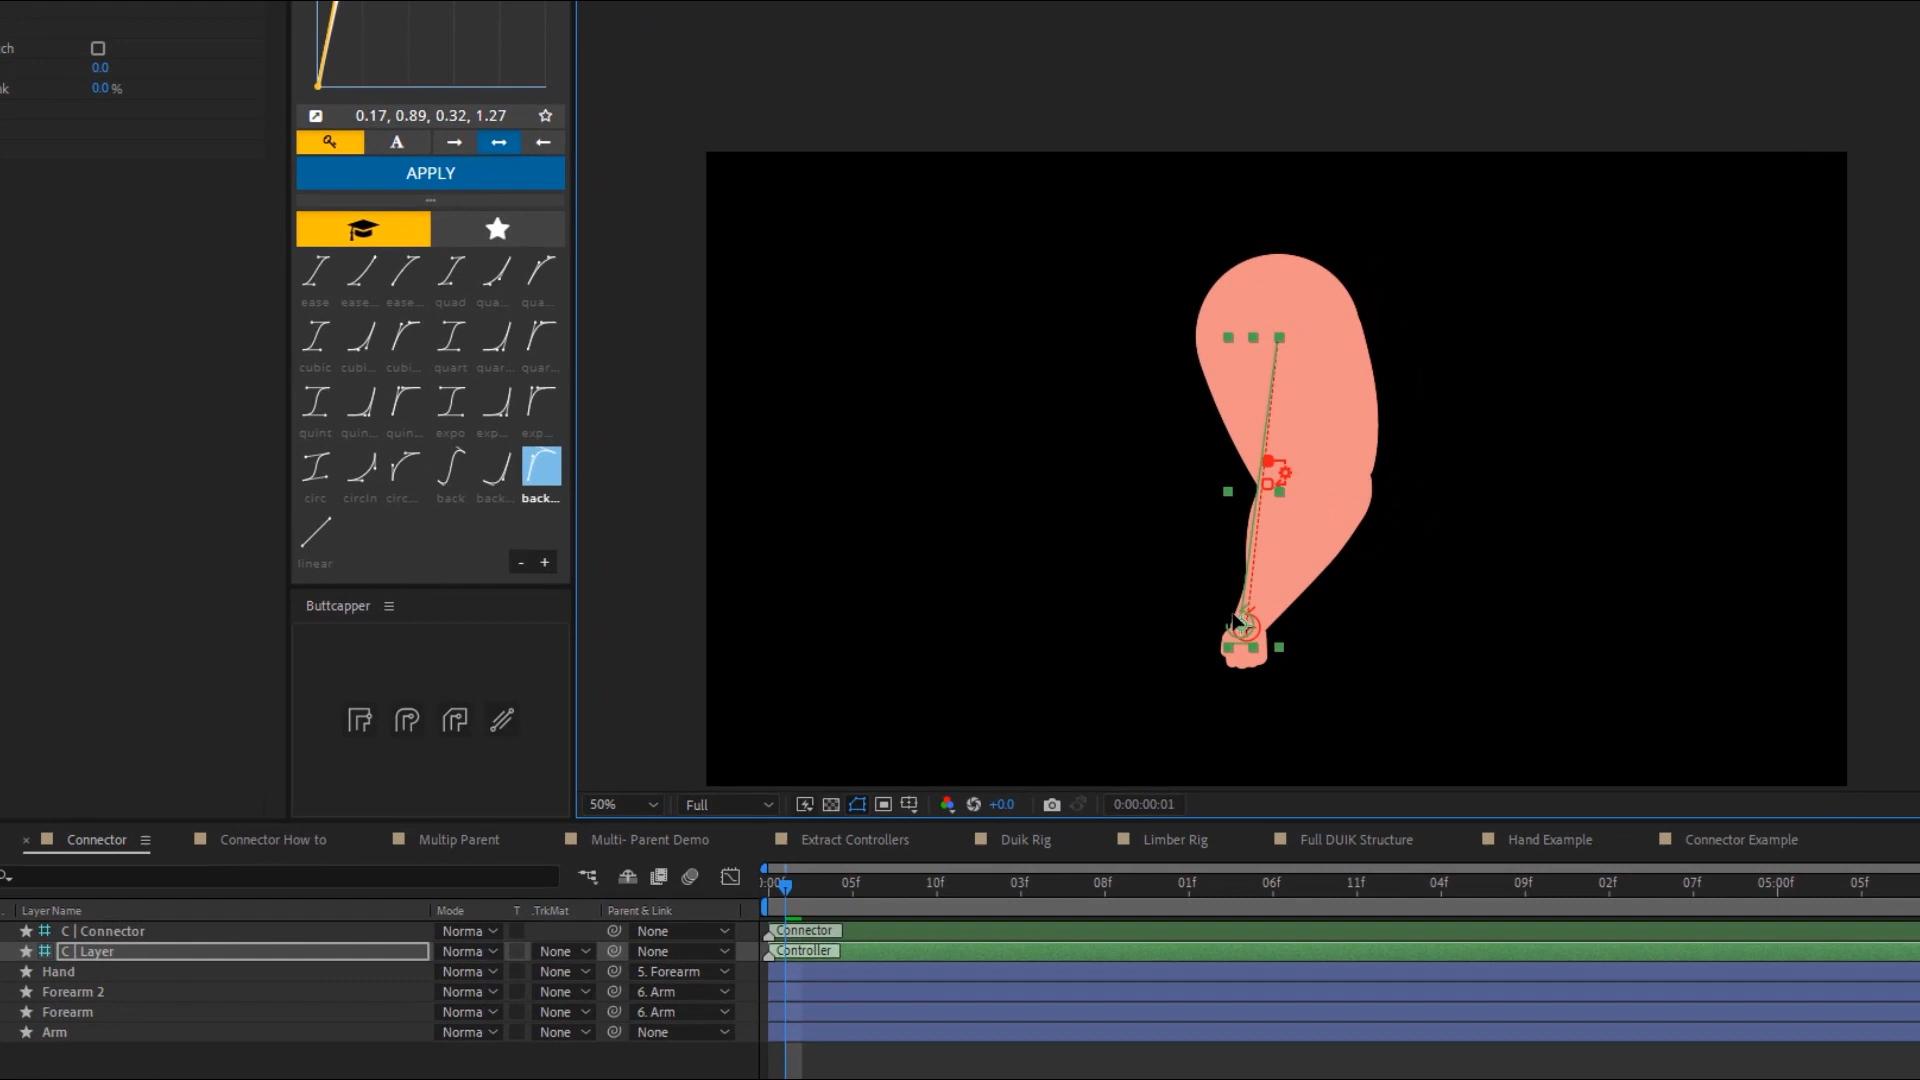 ch
0.0
nk 0.0 %
0.17, 0.89, 0.32, 1.27
A
APPLY
ease ease... ease... quad qua... qua...
cubic cubi... cubi... quart quar... quar...
quint quin... quin... expo exp... exp...
circ circIn circ... back back... back...
linear
- +
Buttcapper
50% Full +0.0 0:00:00:01
× Connector Connector How to Multip Parent Multi- Parent Demo Extract Controllers Duik Rig Limber Rig Full DUIK Structure Hand Example Connector Example
05f 10f 03f 08f 01f 06f 11f 04f 09f 02f 07f 05:00f 05f
Layer Name Mode T .TrkMat Parent & Link
C | Connector Norma None Connector
C | Layer Norma None None Controller
Hand Norma None 5. Forearm
Forearm 2 Norma None 6. Arm
Forearm Norma None 6. Arm
Arm Norma None None